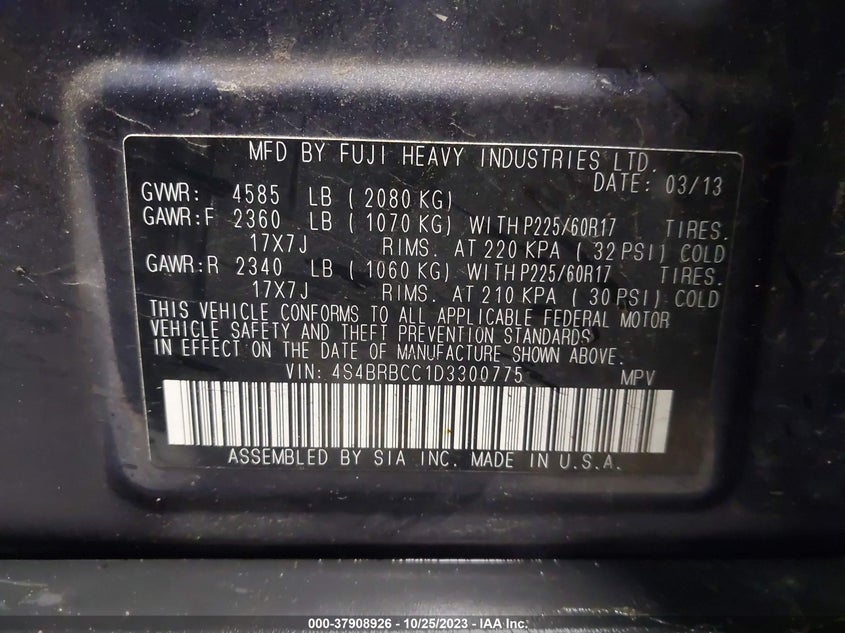 MFD BY FUJI HEAVY INDUSTRIES LTD.
DATE: 03/13
GVWR: 4585 LB ( 2080 KG)
GAWR:F 2360 LB ( 1070 KG) WITH P225/60R17 TIRES.
17X7J RIMS. AT 220 KPA ( 32 PSI) COLD
GAWR:R 2340 LB ( 1060 KG) WITH P225/60R17 TIRES.
17X7J RIMS. AT 210 KPA ( 30 PSI) COLD
THIS VEHICLE CONFORMS TO ALL APPLICABLE FEDERAL MOTOR
VEHICLE SAFETY AND THEFT PREVENTION STANDARDS
IN EFFECT ON THE DATE OF MANUFACTURE SHOWN ABOVE.
VIN: 4S4BRBCC1D3300775 MPV
ASSEMBLED BY SIA INC. MADE IN U.S.A.
000-37908926 - 10/25/2023 - IAA Inc.